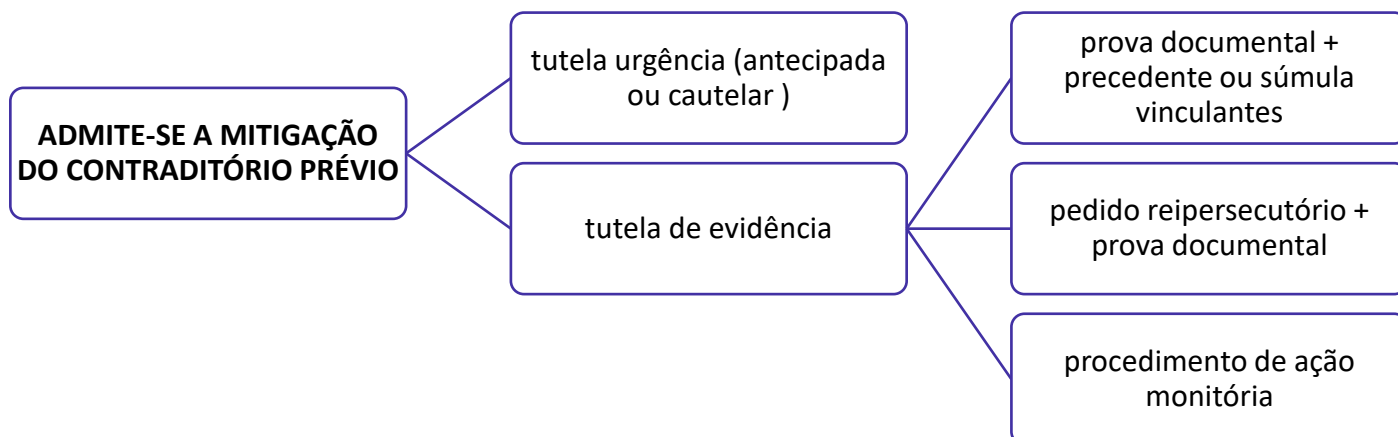 ADMITE-SE A MITIGAÇÃO
DO CONTRADITÓRIO PRÉVIO
tutela urgência (antecipada
ou cautelar )
tutela de evidência
prova documental +
precedente ou súmula
vinculantes
pedido reipersecutório +
prova documental
procedimento de ação
monitória